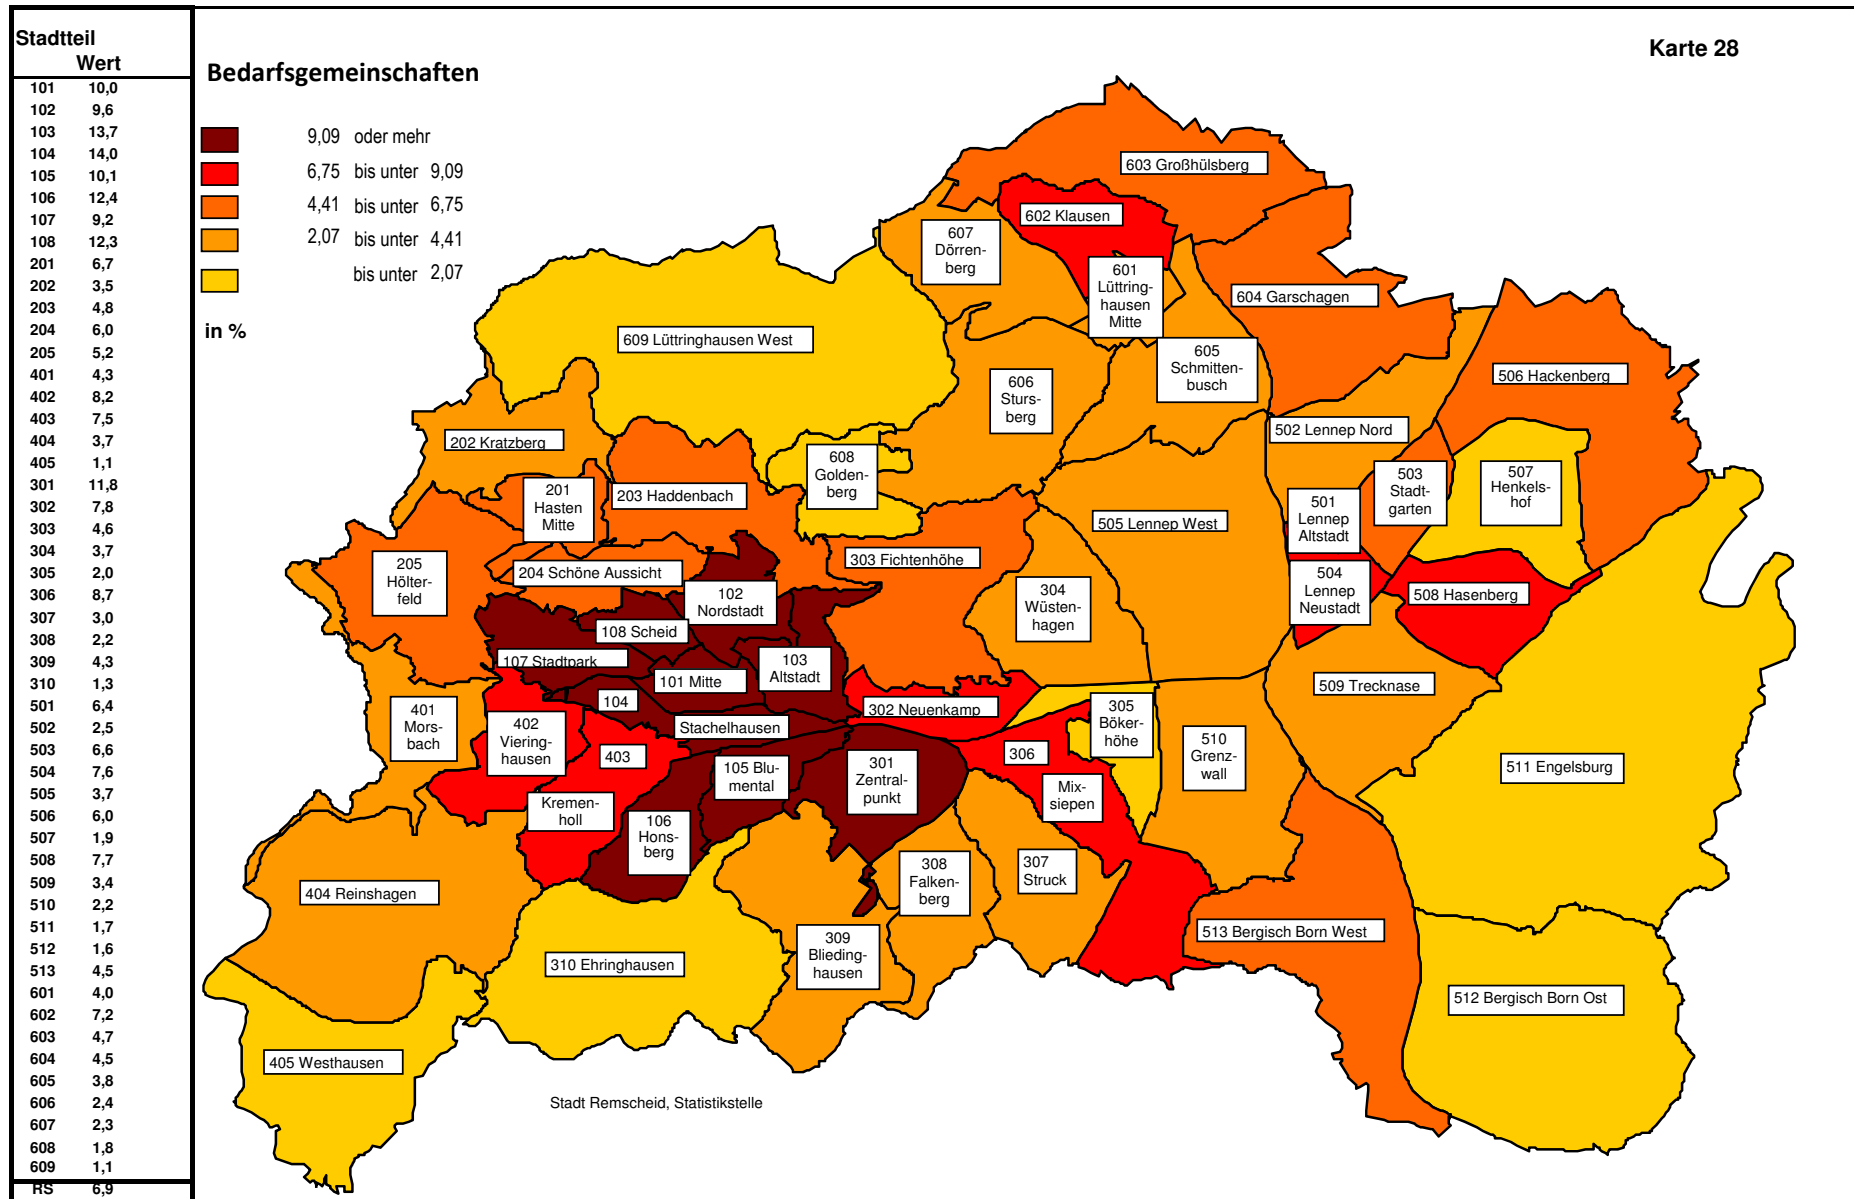 Stadtteil
Wert
101 10,0
102 9,6
103 13,7
104 14,0
105 10,1
106 12,4
107 9,2
108 12,3
201 6,7
202 3,5
203 4,8
204 6,0
205 5,2
401 4,3
402 8,2
403 7,5
404 3,7
405 1,1
301 11,8
302 7,8
303 4,6
304 3,7
305 2,0
306 8,7
307 3,0
308 2,2
309 4,3
310 1,3
501 6,4
502 2,5
503 6,6
504 7,6
505 3,7
506 6,0
507 1,9
508 7,7
509 3,4
510 2,2
511 1,7
512 1,6
513 4,5
601 4,0
602 7,2
603 4,7
604 4,5
605 3,8
606 2,4
607 2,3
608 1,8
609 1,1
RS 6,9
Karte 28
Bedarfsgemeinschaften
9,09 oder mehr
6,75 bis unter 9,09
4,41 bis unter 6,75
2,07 bis unter 4,41
bis unter 2,07
in %
603 Großhülsberg
602 Klausen
607
Dörren-
berg
601
Lüttring-
hausen
Mitte
604 Garschagen
609 Lüttringhausen West
605
Schmitten-
busch
606
Sturs-
berg
506 Hackenberg
502 Lennep Nord
202 Kratzberg
608
Golden-
berg
503
Stadt-
garten
507
Henkels-
hof
201
Hasten
Mitte
203 Haddenbach
501
Lennep
Altstadt
505 Lennep West
205
Hölter-
feld
204 Schöne Aussicht
303 Fichtenhöhe
102
Nordstadt
304
Wüsten-
hagen
504
Lennep
Neustadt
508 Hasenberg
108 Scheid
107 Stadtpark
101 Mitte
103
Altstadt
509 Trecknase
104
Stachelhausen
302 Neuenkamp
305
Böker-
höhe
401
Mors-
bach
402
Viering-
hausen
403
Kremen-
holl
105 Blu-
mental
301
Zentral-
punkt
306
Mix-
siepen
510
Grenz-
wall
511 Engelsburg
106
Hons-
berg
308
Falken-
berg
307
Struck
404 Reinshagen
513 Bergisch Born West
309
Blieding-
hausen
310 Ehringhausen
512 Bergisch Born Ost
405 Westhausen
Stadt Remscheid, Statistikstelle